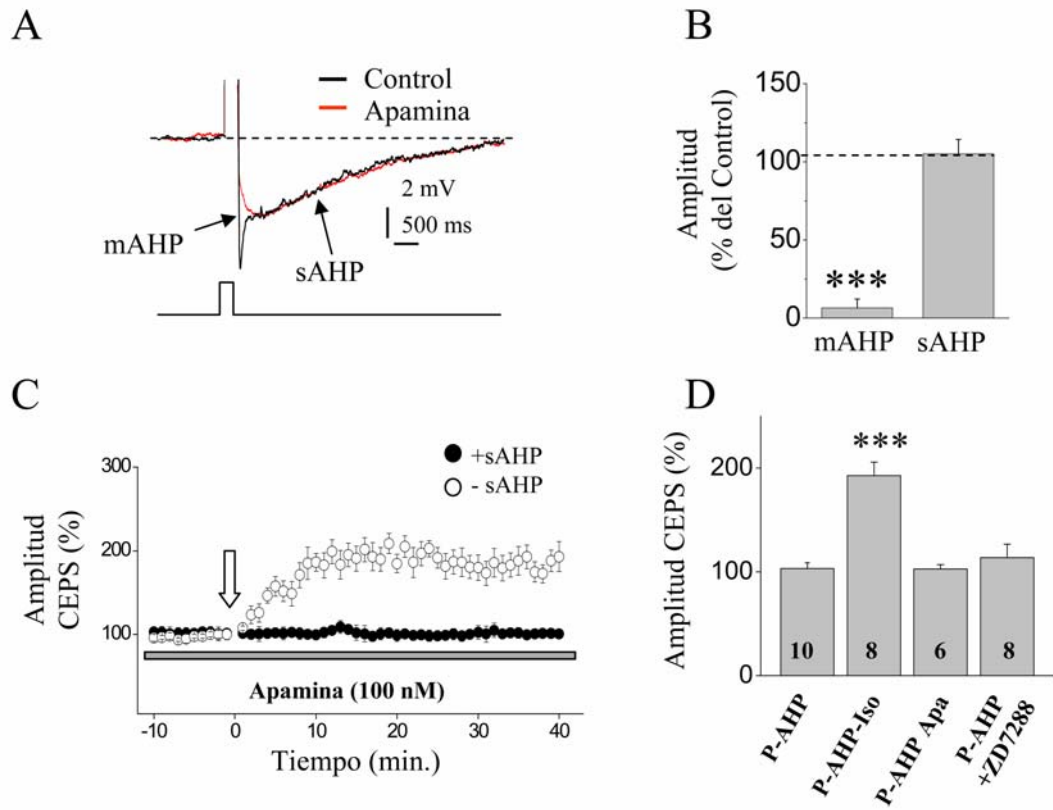 A
Control
Apamina
2 mV
500 ms
mAHP
sAHP
B
Amplitud
(% del Control)
150
100
50
0
***
mAHP
sAHP
C
Amplitud
CEPS (%)
300
200
100
+sAHP
- sAHP
Apamina (100 nM)
-10
0
10
20
30
40
Tiempo (min.)
D
Amplitud CEPS (%)
200
100
0
***
10
8
6
8
P-AHP
P-AHP-Iso
P-AHP Apa
P-AHP
+ZD7288